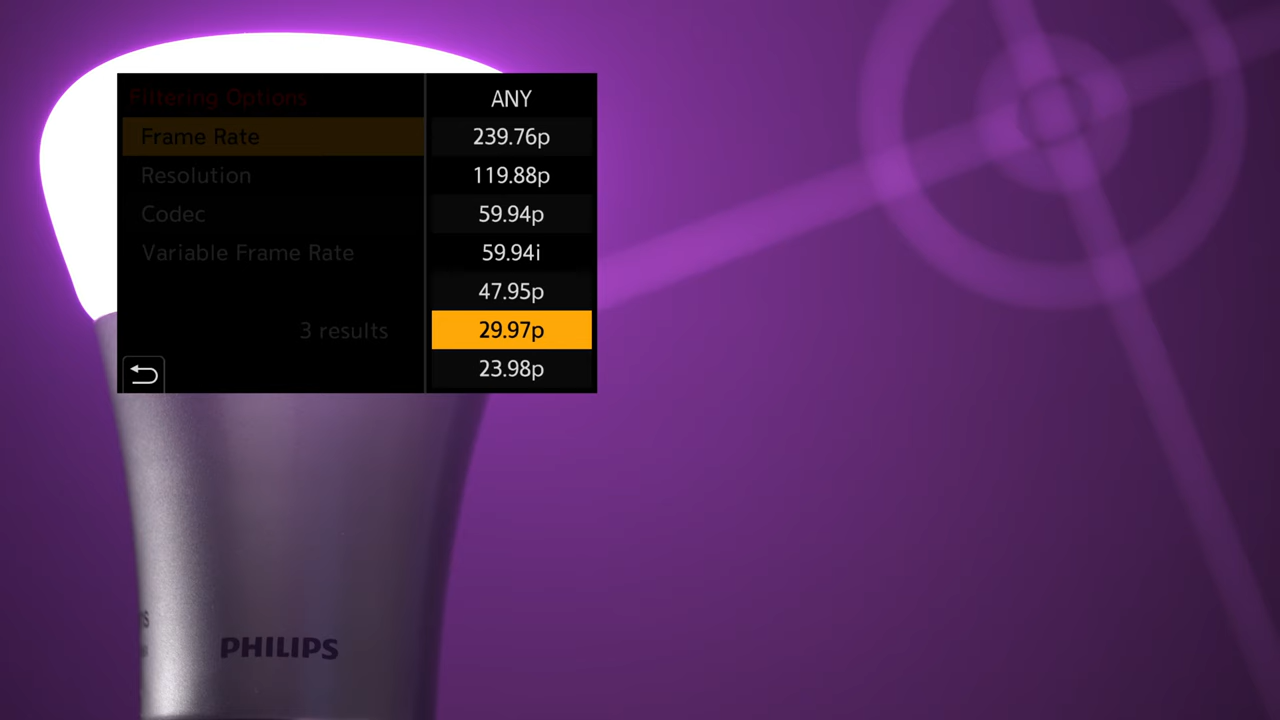 Filtering Options
Frame Rate
Resolution
Codec
Variable Frame Rate
3 results
ANY
239.76p
119.88p
59.94p
59.94i
47.95p
29.97p
23.98p
PHILIPS